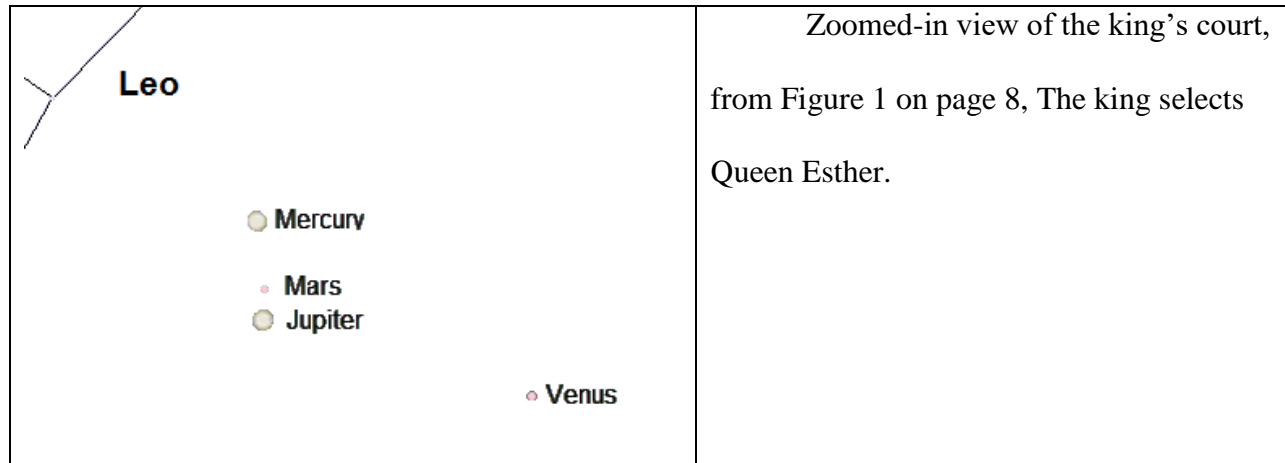 Leo
Mercury
Mars
Jupiter
Venus
Zoomed-in view of the king’s court,
from Figure 1 on page 8, The king selects
Queen Esther.